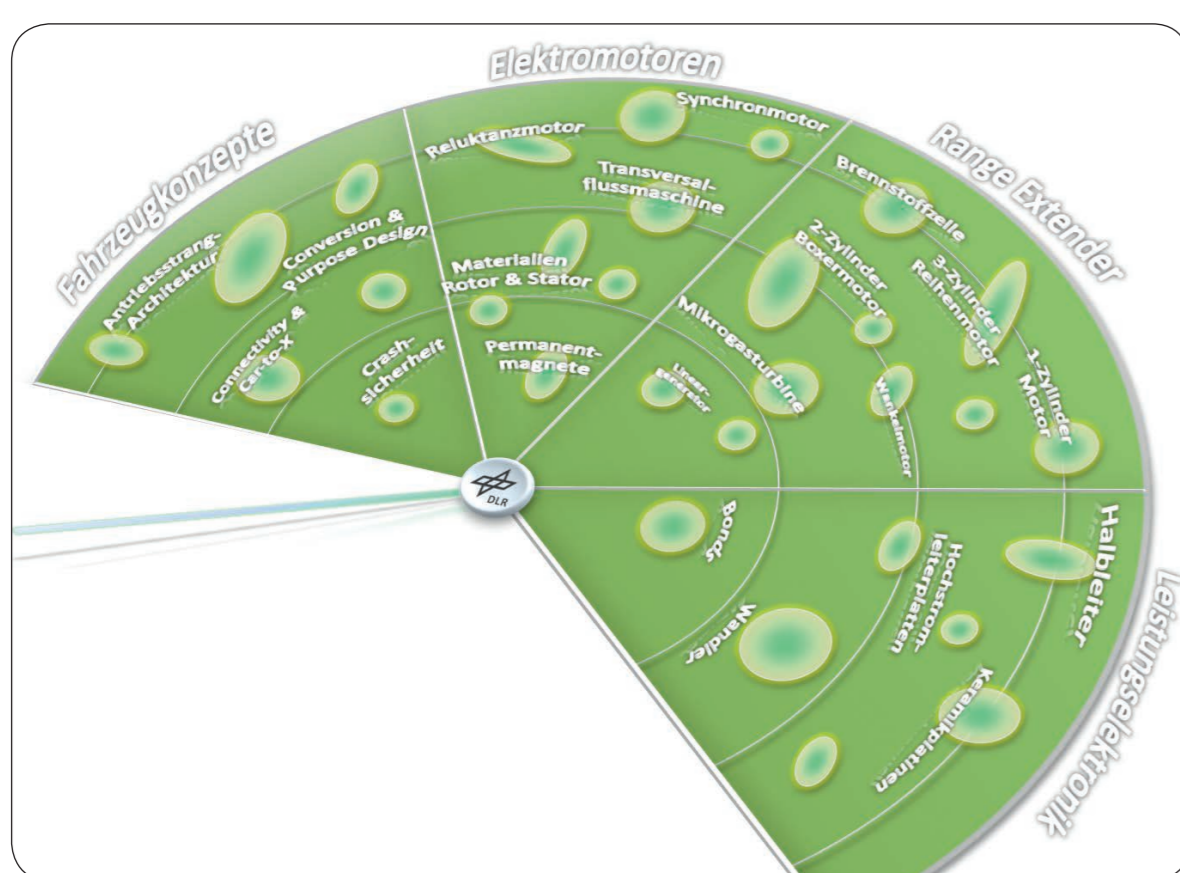 Fahrzeugkonzepte
Antriebsstrang-
Architektur
Conversion &
Purpose Design
Connectivity &
Car-to-X
Crash-
sicherheit
Elektromotoren
Reluktanzmotor
Synchronmotor
Transversal-
flussmaschine
Materialien
Rotor & Stator
Permanent-
magnete
Range Extender
Brennstoffzelle
2-Zylinder
Boxermotor
3-Zylinder
Reihenmotor
1-Zylinder
Motor
Mikrogasturbine
Linear-
generator
Wankelmotor
Leistungselektronik
Halbleiter
Hochstrom-
leiterplatten
Keramikplatinen
Bonds
Wandler
DLR